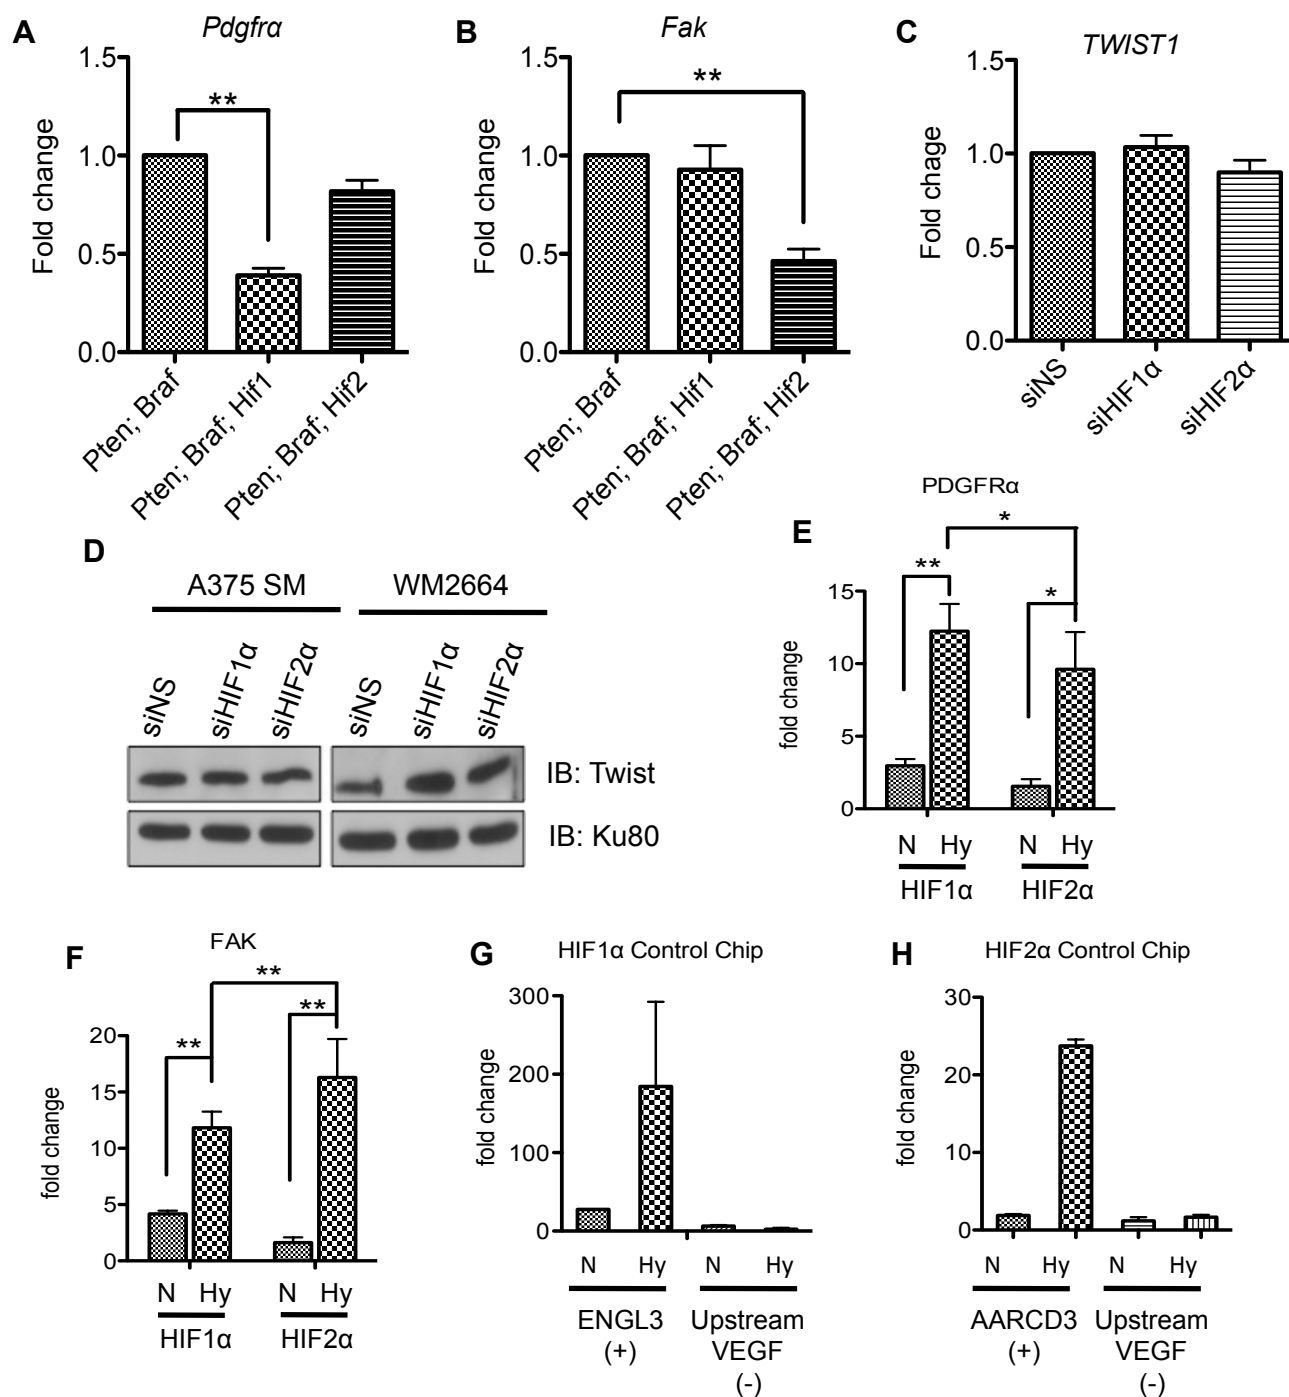 A
Pdgfrα
Fold change
1.5
1.0
0.5
0.0
**
Pten; Braf
Pten; Braf; Hif1
Pten; Braf; Hif2
B
Fak
Fold change
1.5
1.0
0.5
0.0
**
Pten; Braf
Pten; Braf; Hif1
Pten; Braf; Hif2
C
TWIST1
Fold chage
1.5
1.0
0.5
0.0
siNS
siHIF1α
siHIF2α
D
A375 SM
WM2664
siNS
siHIF1α
siHIF2α
siNS
siHIF1α
siHIF2α
IB: Twist
IB: Ku80
E
PDGFRα
fold change
15
10
5
0
**
*
*
N Hy
N Hy
HIF1α
HIF2α
F
FAK
fold change
20
15
10
5
0
**
**
**
N Hy
N Hy
HIF1α
HIF2α
G
HIF1α Control Chip
fold change
300
200
100
0
N Hy
N Hy
ENGL3
(+)
Upstream
VEGF
(-)
H
HIF2α Control Chip
fold change
30
20
10
0
N Hy
N Hy
AARCD3
(+)
Upstream
VEGF
(-)